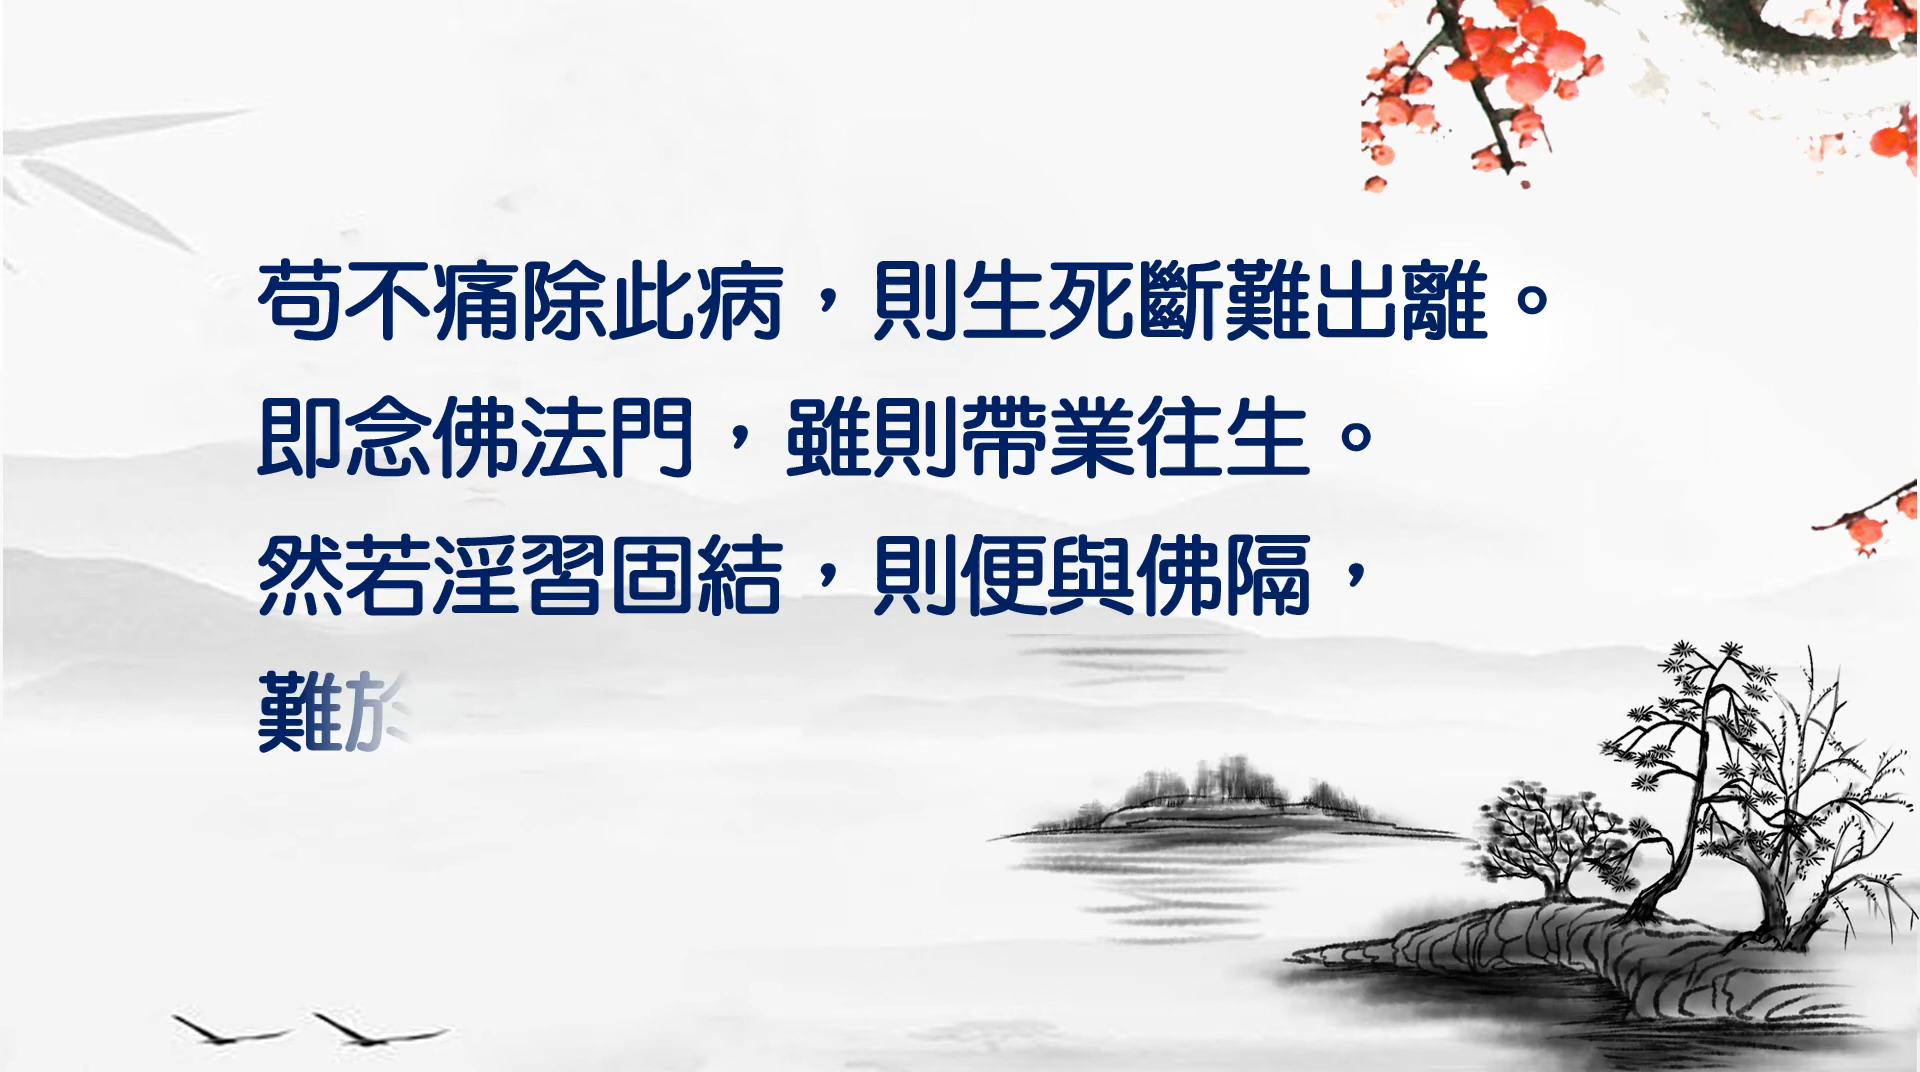 苟不痛除此病，則生死斷難出離。
即念佛法門，雖則帶業往生。
然若淫習固結，則便與佛隔，
難於